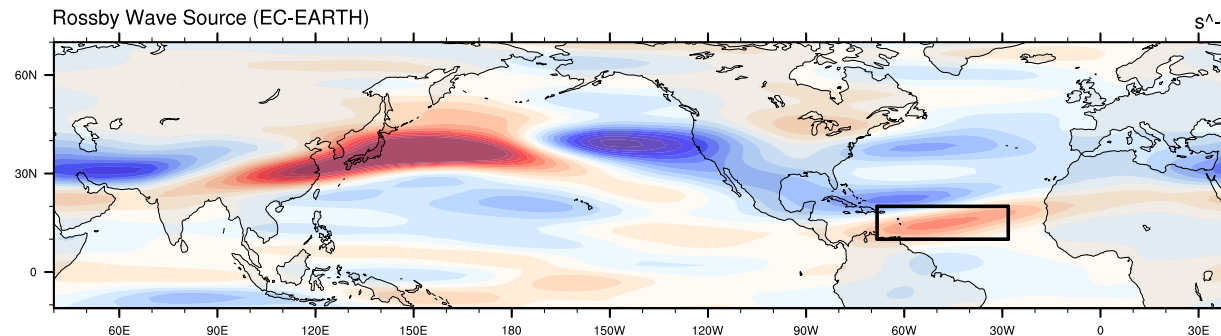 Rossby Wave Source (EC-EARTH)
s^-
60N
30N
0
60E 90E 120E 150E 180 150W 120W 90W 60W 30W 0 30E